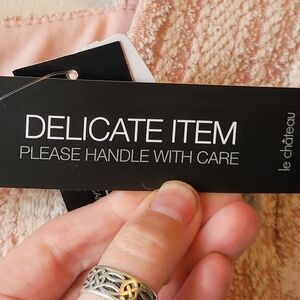 DELICATE ITEM
PLEASE HANDLE WITH CARE
le château